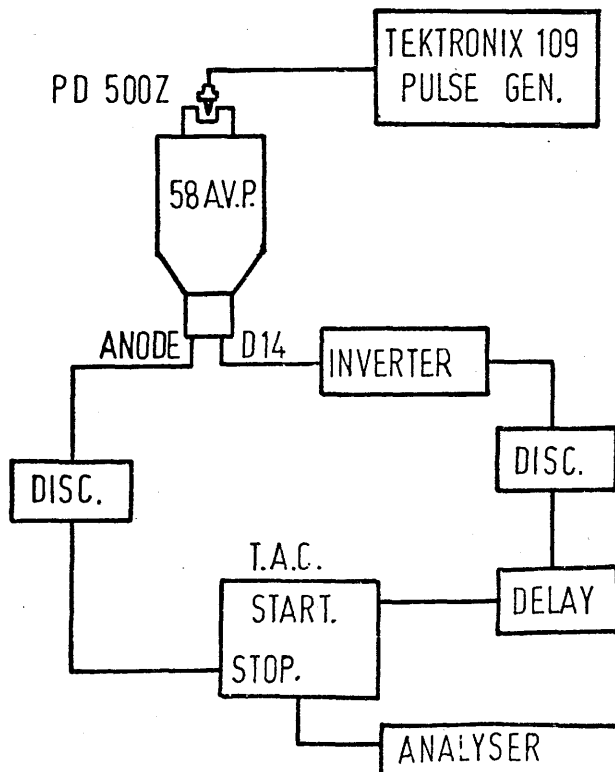 TEKTRONIX 109
PULSE GEN.
PD 500Z
58 A.V.P.
ANODE
D14
INVERTER
DISC.
DISC.
T.A.C.
START.
STOP.
DELAY
ANALYSER